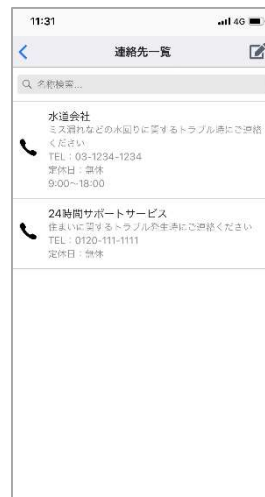 11:31 4G
連絡先一覧
名称検索...
水道会社
ミズ漏れなどの水回りに関するトラブル時にご連絡
ください
TEL：03-1234-1234
定休日：無休
9:00～18:00
24時間サポートサービス
住まいに関するトラブル発生時にご連絡ください
TEL：0120-111-1111
定休日：無休